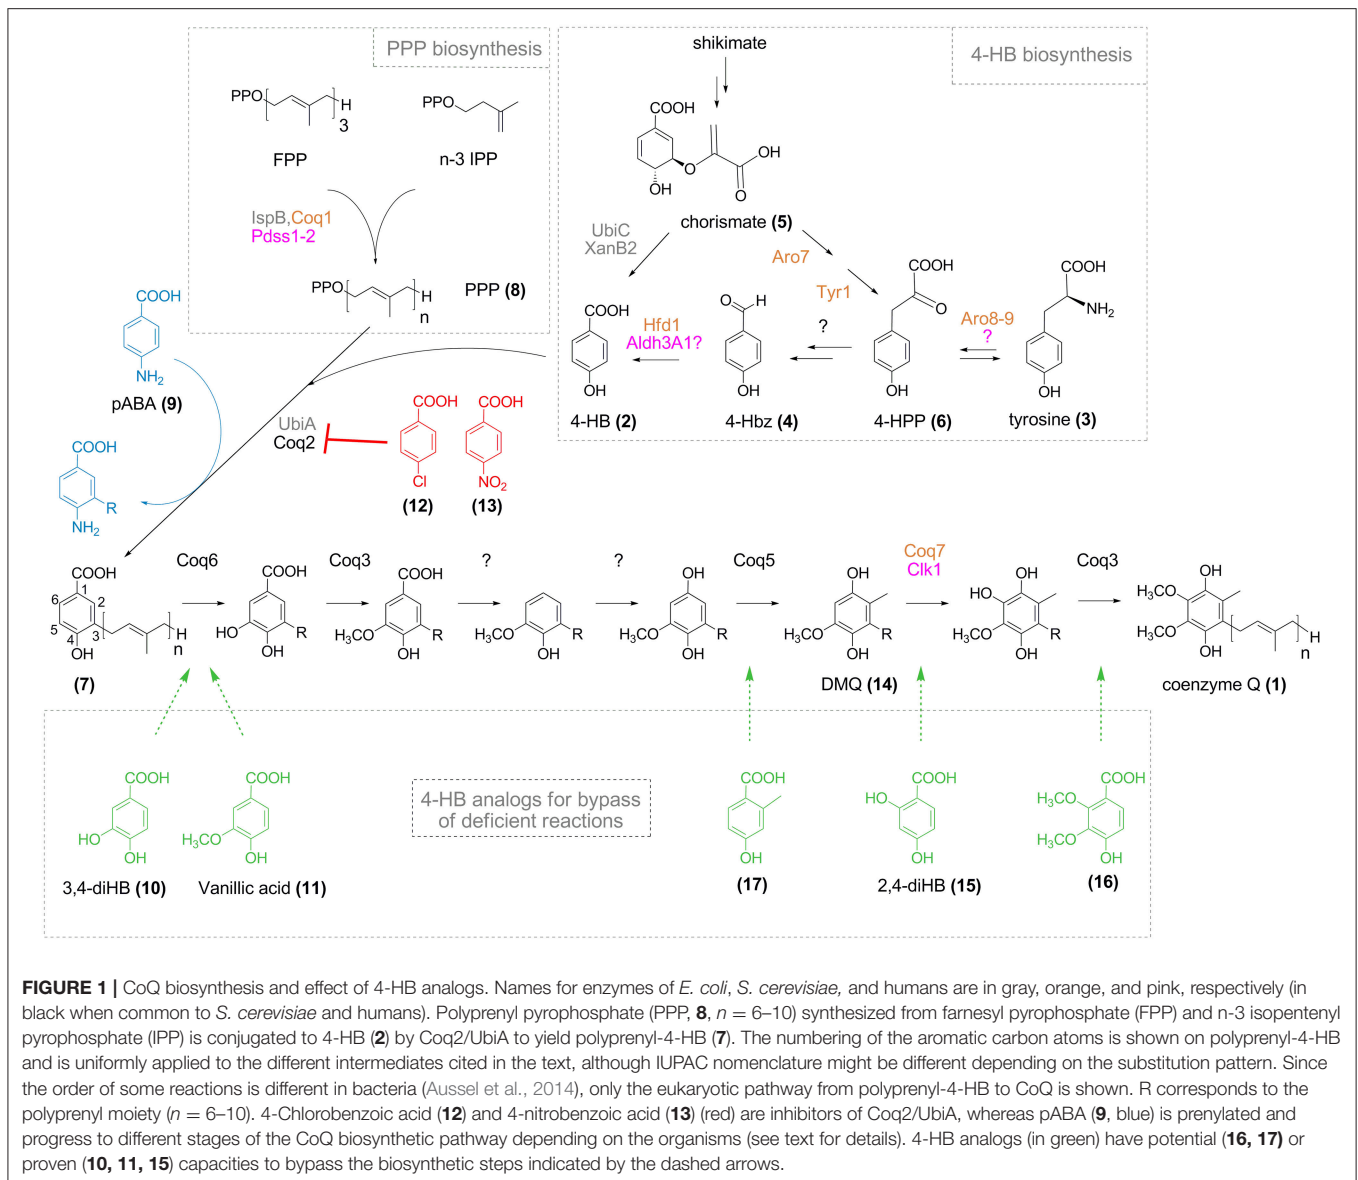 PPP biosynthesis
PPO
H
3
FPP
PPO
n-3 IPP
IspB,Coq1
Pdss1-2
PPO
H
n
PPP (8)
4-HB biosynthesis
shikimate
COOH
O
OH
O
OH
chorismate (5)
UbiC
XanB2
Aro7
Tyr1
COOH
OH
4-HB (2)
Hfd1
Aldh3A1?
O
H
OH
4-Hbz (4)
?
COOH
O
OH
4-HPP (6)
Aro8-9
?
COOH
NH2
OH
tyrosine (3)
COOH
NH2
pABA (9)
COOH
R
NH2
UbiA
Coq2
COOH
Cl
(12)
COOH
NO2
(13)
COOH
1
2
3
4
5
6
OH
H
n
(7)
Coq6
COOH
HO
OH
R
Coq3
COOH
H3CO
OH
R
?
H3CO
OH
R
?
OH
H3CO
OH
R
Coq5
OH
H3CO
OH
R
DMQ (14)
Coq7
Clk1
OH
HO
H3CO
OH
R
Coq3
OH
H3CO
H3CO
OH
H
n
coenzyme Q (1)
4-HB analogs for bypass
of deficient reactions
COOH
HO
OH
3,4-diHB (10)
COOH
H3CO
OH
Vanillic acid (11)
COOH
OH
(17)
COOH
HO
OH
2,4-diHB (15)
COOH
H3CO
H3CO
OH
(16)
FIGURE 1 | CoQ biosynthesis and effect of 4-HB analogs. Names for enzymes of E. coli, S. cerevisiae, and humans are in gray, orange, and pink, respectively (in
black when common to S. cerevisiae and humans). Polyprenyl pyrophosphate (PPP, 8, n = 6–10) synthesized from farnesyl pyrophosphate (FPP) and n-3 isopentenyl
pyrophosphate (IPP) is conjugated to 4-HB (2) by Coq2/UbiA to yield polyprenyl-4-HB (7). The numbering of the aromatic carbon atoms is shown on polyprenyl-4-HB
and is uniformly applied to the different intermediates cited in the text, although IUPAC nomenclature might be different depending on the substitution pattern. Since
the order of some reactions is different in bacteria (Aussel et al., 2014), only the eukaryotic pathway from polyprenyl-4-HB to CoQ is shown. R corresponds to the
polyprenyl moiety (n = 6–10). 4-Chlorobenzoic acid (12) and 4-nitrobenzoic acid (13) (red) are inhibitors of Coq2/UbiA, whereas pABA (9, blue) is prenylated and
progress to different stages of the CoQ biosynthetic pathway depending on the organisms (see text for details). 4-HB analogs (in green) have potential (16, 17) or
proven (10, 11, 15) capacities to bypass the biosynthetic steps indicated by the dashed arrows.